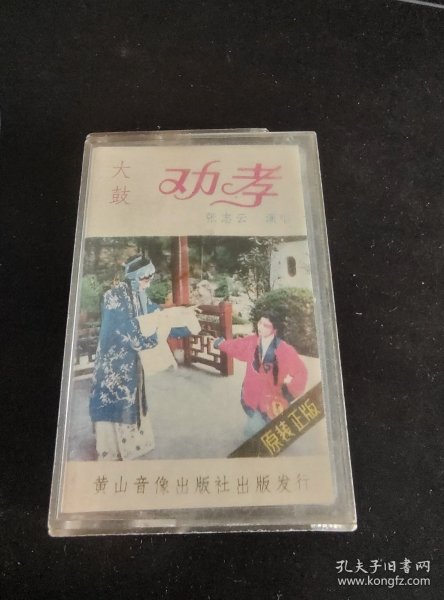 大鼓
劝孝
张志云 演唱
原装正版
黄山音像出版社出版发行
孔夫子旧书网
www.kongfz.com